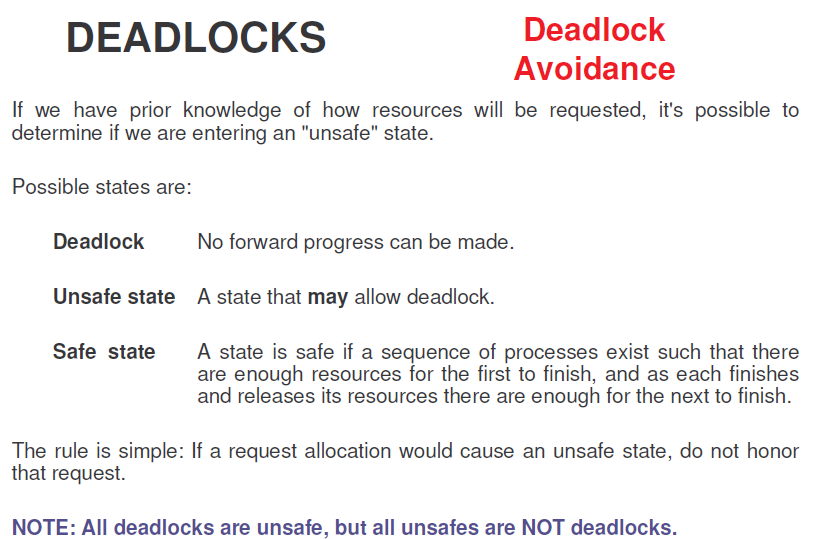 DEADLOCKS
Deadlock
Avoidance
If we have prior knowledge of how resources will be requested, it's possible to
determine if we are entering an "unsafe" state.
Possible states are:
Deadlock No forward progress can be made.
Unsafe state A state that may allow deadlock.
Safe state A state is safe if a sequence of processes exist such that there
are enough resources for the first to finish, and as each finishes
and releases its resources there are enough for the next to finish.
The rule is simple: If a request allocation would cause an unsafe state, do not honor
that request.
NOTE: All deadlocks are unsafe, but all unsafes are NOT deadlocks.